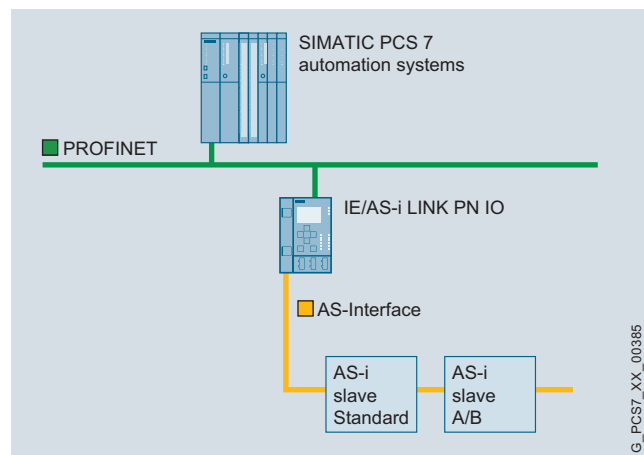 SIMATIC PCS 7
automation systems
PROFINET
IE/AS-i LINK PN IO
AS-Interface
AS-i
slave
Standard
AS-i
slave
A/B
G_PCS7_XX_00385